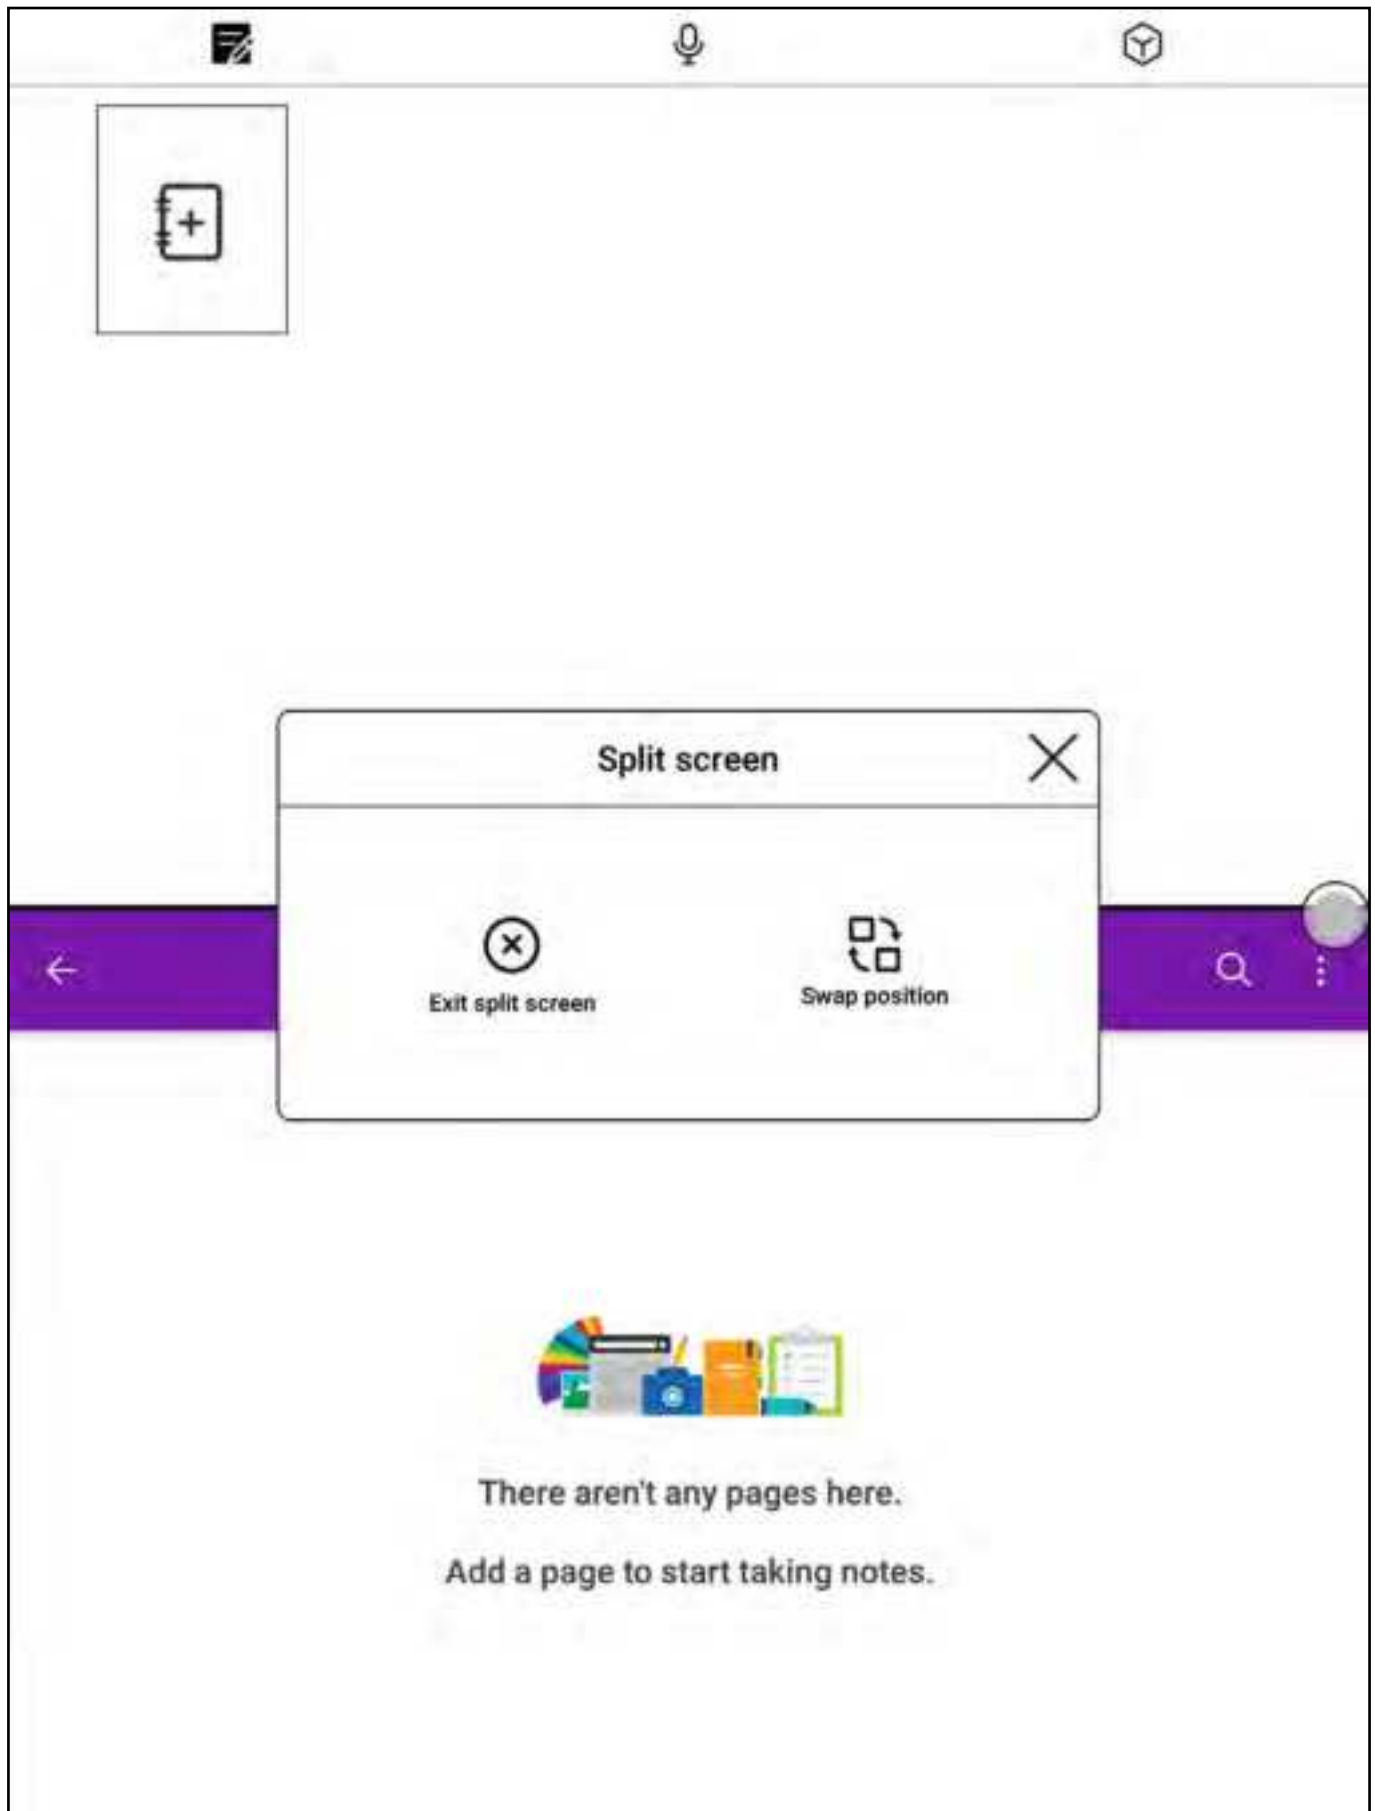 Split screen
Exit split screen
Swap position
There aren't any pages here.
Add a page to start taking notes.